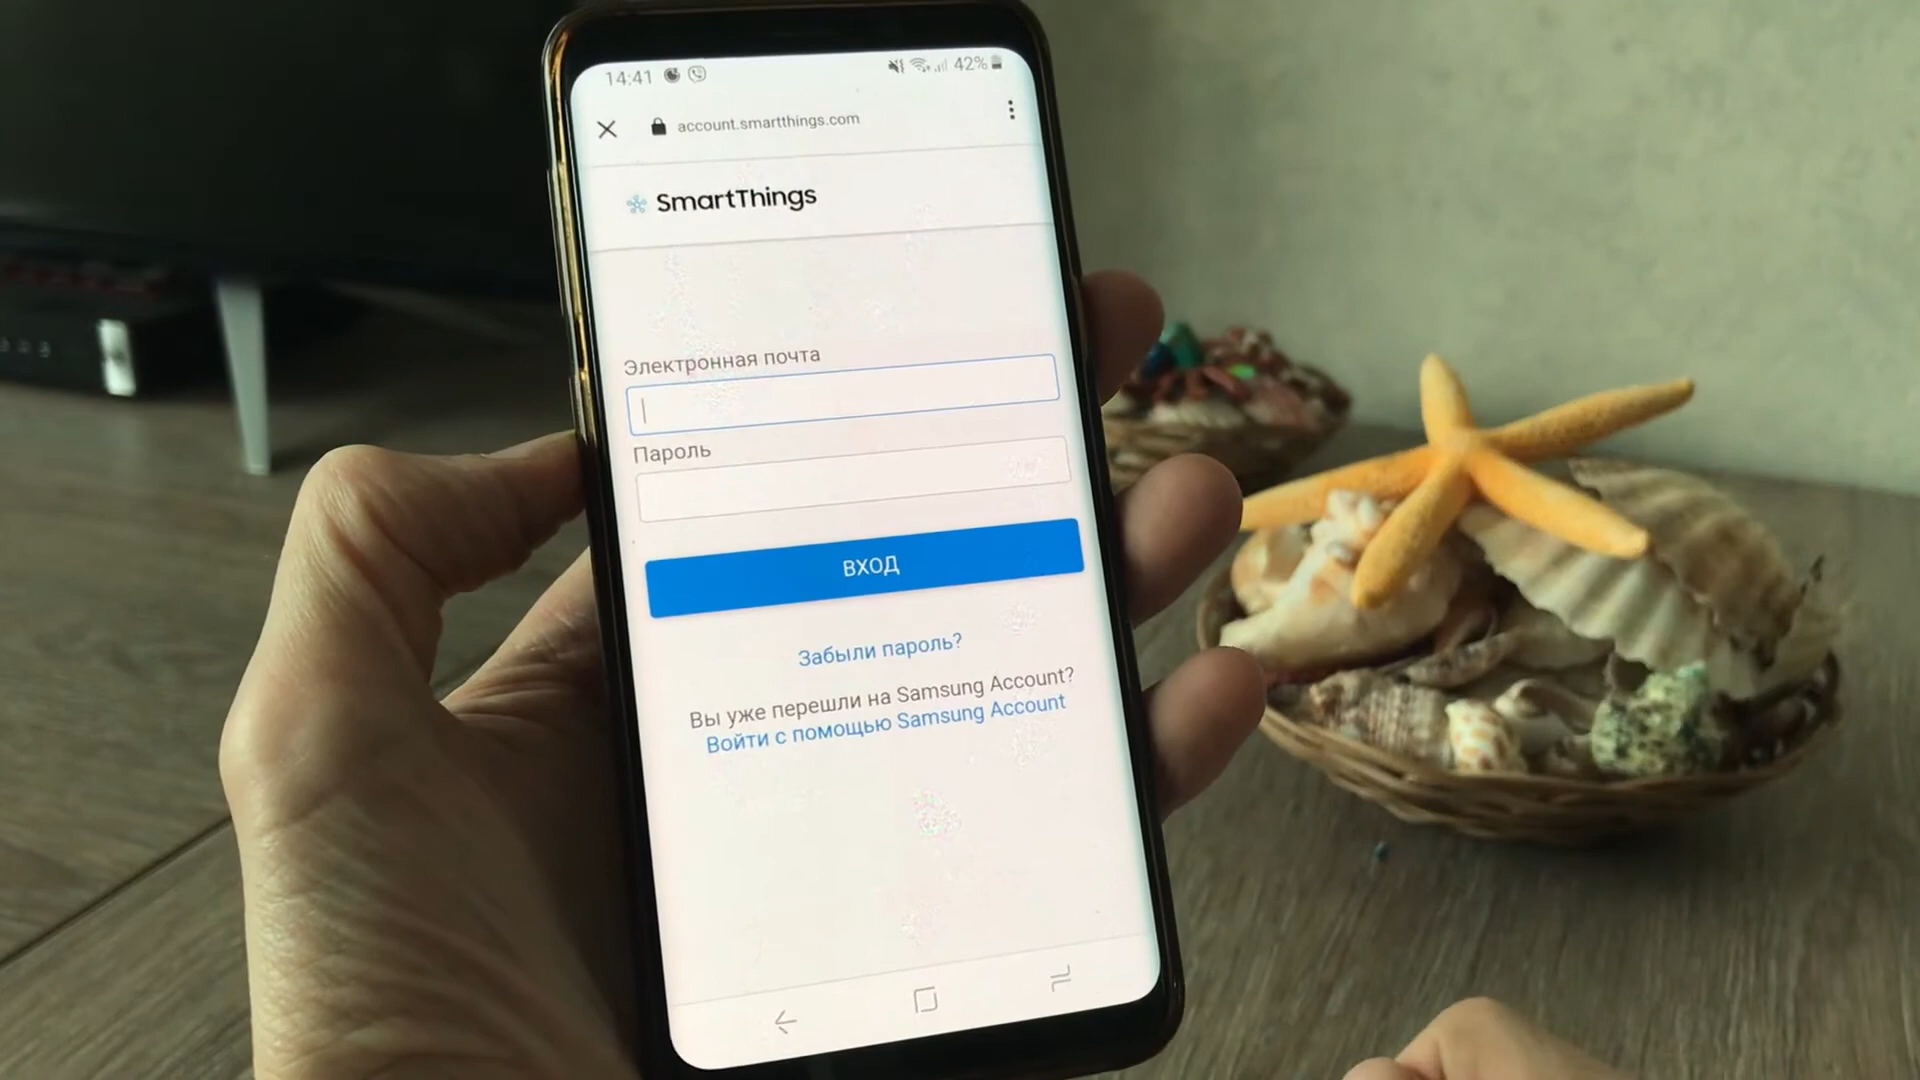 14:41 42%
account.smartthings.com
SmartThings
Электронная почта
Пароль
ВХОД
Забыли пароль?
Вы уже перешли на Samsung Account?
Войти с помощью Samsung Account